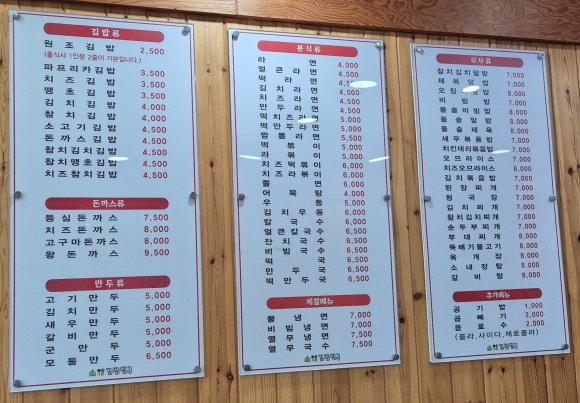 김밥류
원조김밥 2,500
(혼식사 1인분 2줄이 기본입니다.)
파프리카김밥 3,500
치즈김밥 3,500
땡초김밥 3,500
김치김밥 4,000
참치김밥 4,000
소고기김밥 4,500
돈까스김밥 4,500
참치김치김밥 4,500
참치땡초김밥 4,500
치즈참치김밥 4,500
돈까스류
등심돈까스 7,500
치즈돈까스 8,000
고구마돈까스 8,000
왕돈까스 9,500
만두류
고기만두 5,000
김치만두 5,000
새우만두 5,000
갈비만두 5,000
군만두 5,000
모둠만두 6,500
분식류
라면 4,000
얼큰라면 4,500
떡라면 4,500
김치라면 4,500
치즈라면 4,500
만두라면 5,000
떡만두라면 5,000
짬뽕라면 5,500
떡볶이 5,000
라볶이 5,000
치즈떡볶이 6,000
치즈라볶이 6,000
쫄면 6,000
어묵탕 4,000
우동 5,000
김치우동 6,000
칼국수 6,000
얼큰칼국수 6,500
잔치국수 6,500
비빔국수 6,500
떡국 6,500
만두국 6,500
떡만두국 6,500
계절메뉴
물냉면 7,000
비빔냉면 7,000
열무냉면 7,500
열무국수 7,500
식사류
참치김치덮밥 7,000
제육덮밥 7,000
오징어덮밥 8,000
비빔밥 7,000
돌솥비빔밥 8,000
돌솥알밥 8,000
돌솥제육 8,000
새우볶음밥 7,000
치킨데리볶음밥 7,000
오므라이스 7,000
치즈오므라이스 8,000
김치볶음밥 7,000
된장찌개 7,000
청국장 7,000
김치찌개 7,000
참치김치찌개 7,000
순두부찌개 7,000
부대찌개 8,000
뚝배기불고기 8,000
육개장 8,000
소내장탕 8,000
갈비탕 8,000
추가메뉴
공기밥 1,000
곱빼기 2,000
음료수 2,000
(콜라,사이다,제로콜라)